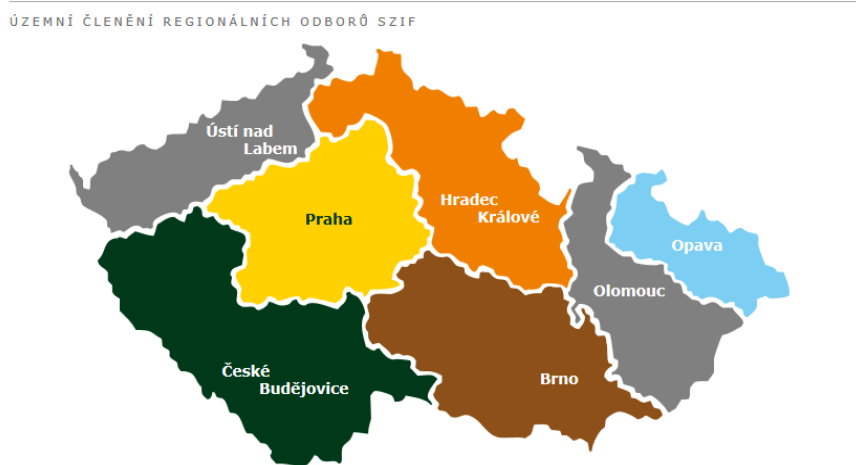 ÚZEMNÍ ČLENĚNÍ REGIONÁLNÍCH ODBORŮ SZIF
Ústí nad
Labem
Praha
Hradec
Králové
Opava
Olomouc
České
Budějovice
Brno